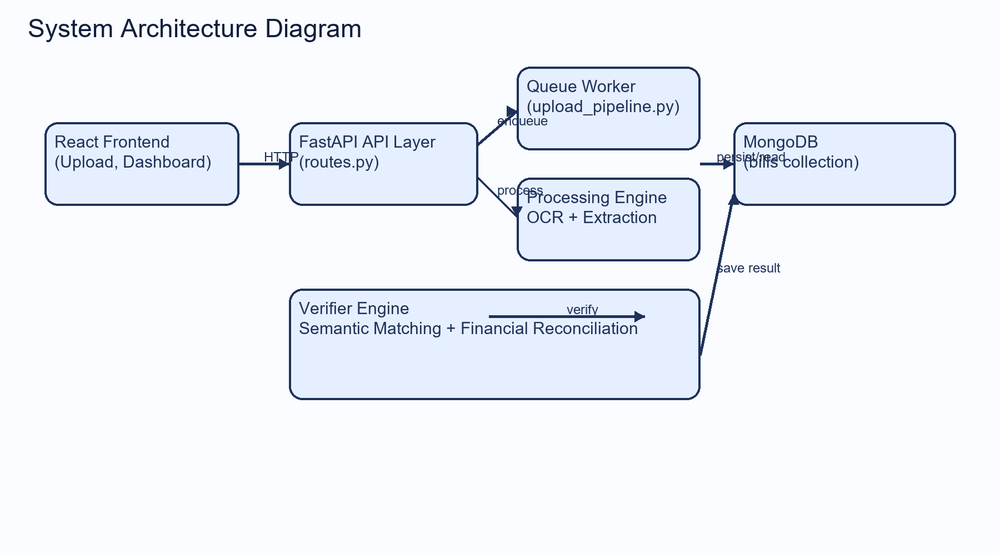 System Architecture Diagram
Queue Worker
(upload_pipeline.py)
enqueue
React Frontend
(Upload, Dashboard)
HTTP
FastAPI API Layer
(routes.py)
MongoDB
(bills collection)
persist/read
process
Processing Engine
OCR + Extraction
save result
Verifier Engine
verify
Semantic Matching + Financial Reconciliation